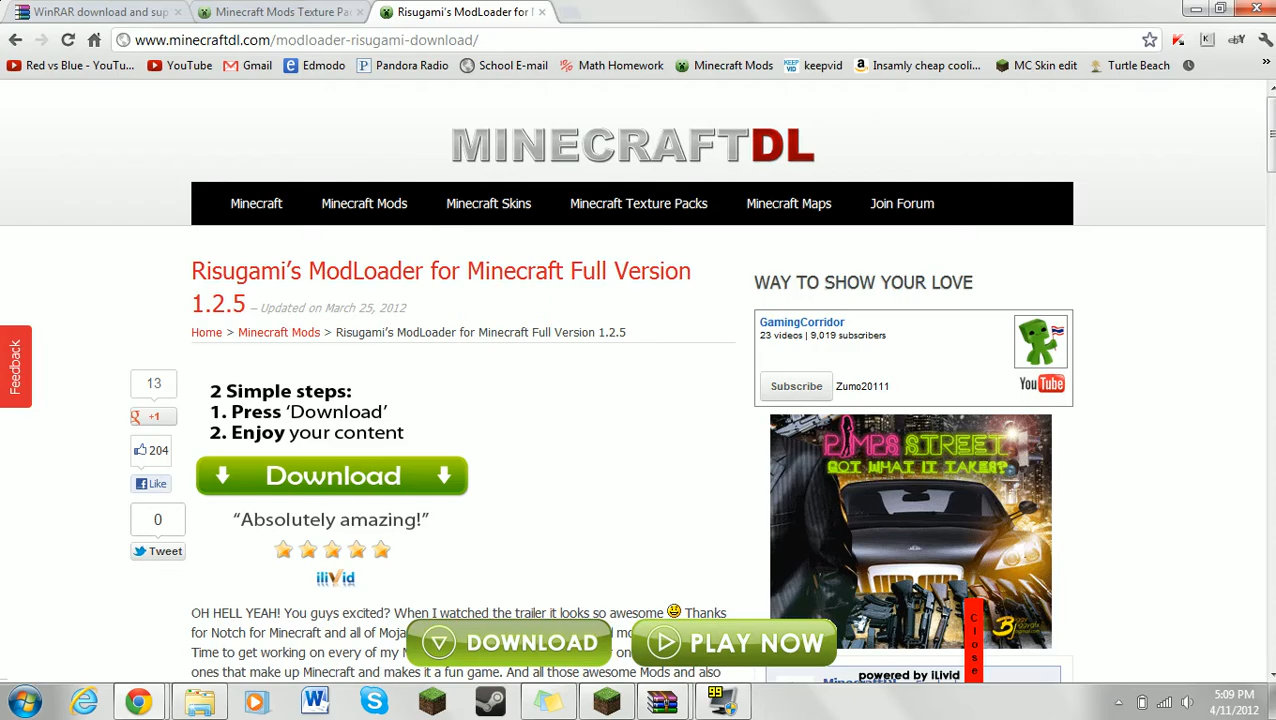 WinRAR download and sup
Minecraft Mods Texture Pa
Risugami's ModLoader for
www.minecraftdl.com/modloader-risugami-download/
Red vs Blue - YouTu...
YouTube
Gmail
Edmodo
Pandora Radio
School E-mail
Math Homework
Minecraft Mods
KEEP VID
keepvid
Insamly cheap cooli...
MC Skin edit
Turtle Beach
MINECRAFTDL
Minecraft
Minecraft Mods
Minecraft Skins
Minecraft Texture Packs
Minecraft Maps
Join Forum
Risugami's ModLoader for Minecraft Full Version
1.2.5 – Updated on March 25, 2012
Home > Minecraft Mods > Risugami's ModLoader for Minecraft Full Version 1.2.5
Feedback
13
+1
204
Like
0
Tweet
2 Simple steps:
1. Press 'Download'
2. Enjoy your content
Download
“Absolutely amazing!”
iliVid
OH HELL YEAH! You guys excited? When I watched the trailer it looks so awesome Thanks
for Notch for Minecraft and all of Moja
Time to get working on every of my M
ones that make up Minecraft and makes it a fun game. And all those awesome Mods and also
DOWNLOAD
PLAY NOW
WAY TO SHOW YOUR LOVE
GamingCorridor
23 videos | 9,019 subscribers
Subscribe
Zumo20111
YouTube
PIMPS STREET
GOT WHAT IT TAKES?
Close
powered by iLivid
99
5:09 PM
4/11/2012